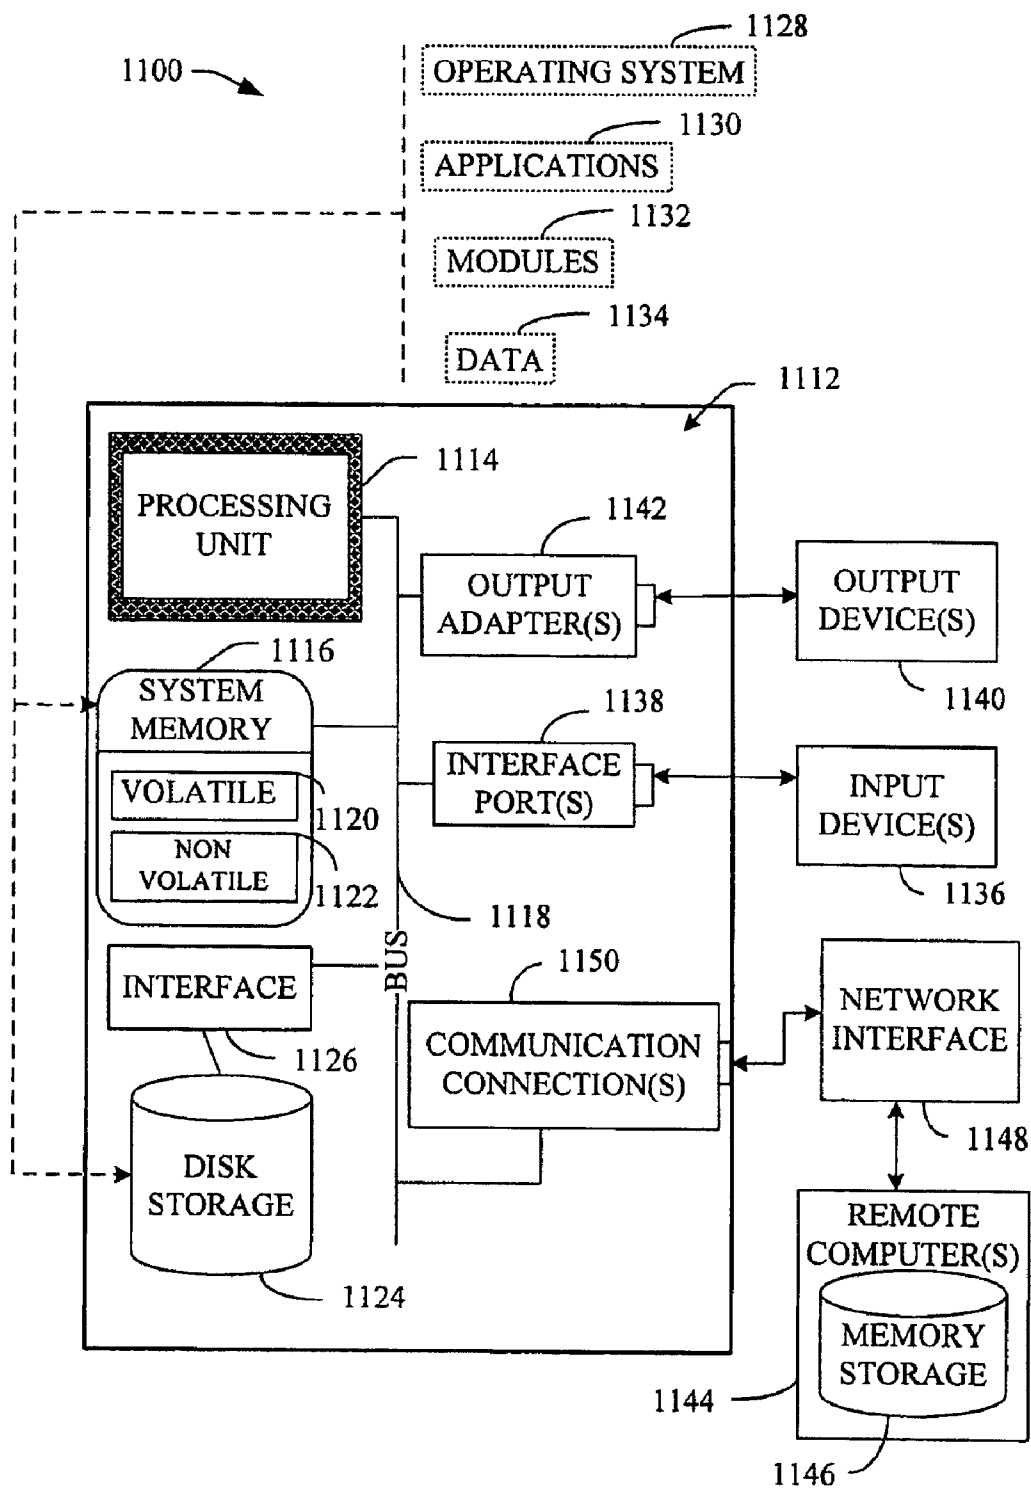 1128
1100
OPERATING SYSTEM
1130
APPLICATIONS
1132
MODULES
1134
DATA
1112
1114
PROCESSING
UNIT
1142
OUTPUT
ADAPTER(S)
OUTPUT
DEVICE(S)
1140
1116
SYSTEM
MEMORY
1138
INTERFACE
PORT(S)
INPUT
DEVICE(S)
1136
VOLATILE
1120
NON
VOLATILE
1122
1118
BUS
INTERFACE
1126
1150
COMMUNICATION
CONNECTION(S)
NETWORK
INTERFACE
1148
DISK
STORAGE
1124
REMOTE
COMPUTER(S)
MEMORY
STORAGE
1144
1146